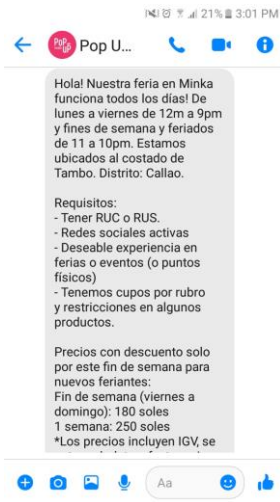 21% 3:01 PM
Pop U...
Hola! Nuestra feria en Minka
funciona todos los días! De
lunes a viernes de 12m a 9pm
y fines de semana y feriados
de 11 a 10pm. Estamos
ubicados al costado de
Tambo. Distrito: Callao.
Requisitos:
- Tener RUC o RUS.
- Redes sociales activas
- Deseable experiencia en
ferias o eventos (o puntos
físicos)
- Tenemos cupos por rubro
y restricciones en algunos
productos.
Precios con descuento solo
por este fin de semana para
nuevos feriantes:
Fin de semana (viernes a
domingo): 180 soles
1 semana: 250 soles
*Los precios incluyen IGV, se
Aa